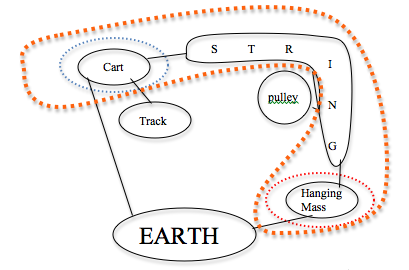 S T R I N G
Cart
pulley
Track
Hanging
Mass
EARTH